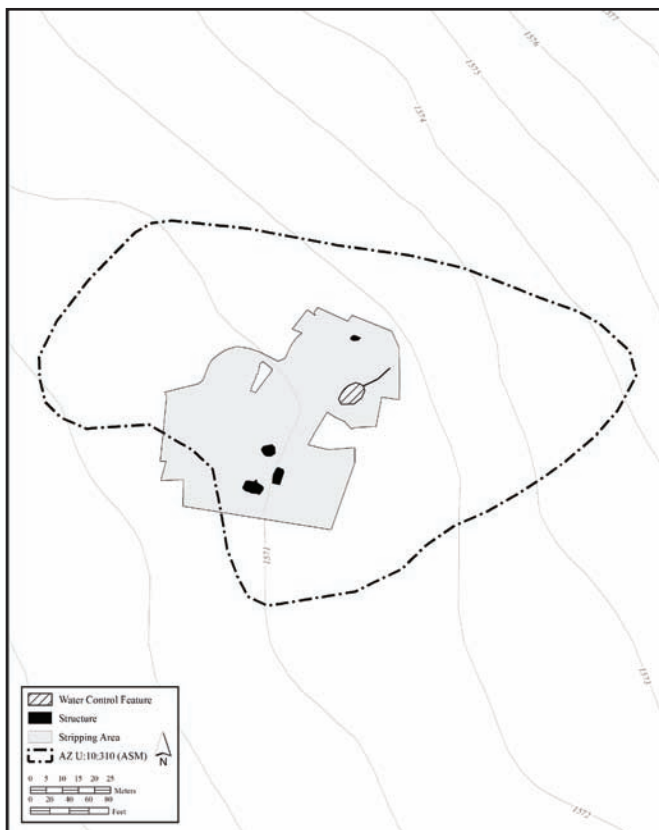 1377
1376
1375
1374
1371
1373
1372
Water Control Feature
Structure
Stripping Area
AZ U:10:310 (ASM)
N
0 5 10 15 20 25
Meters
0 20 40 60 80
Feet